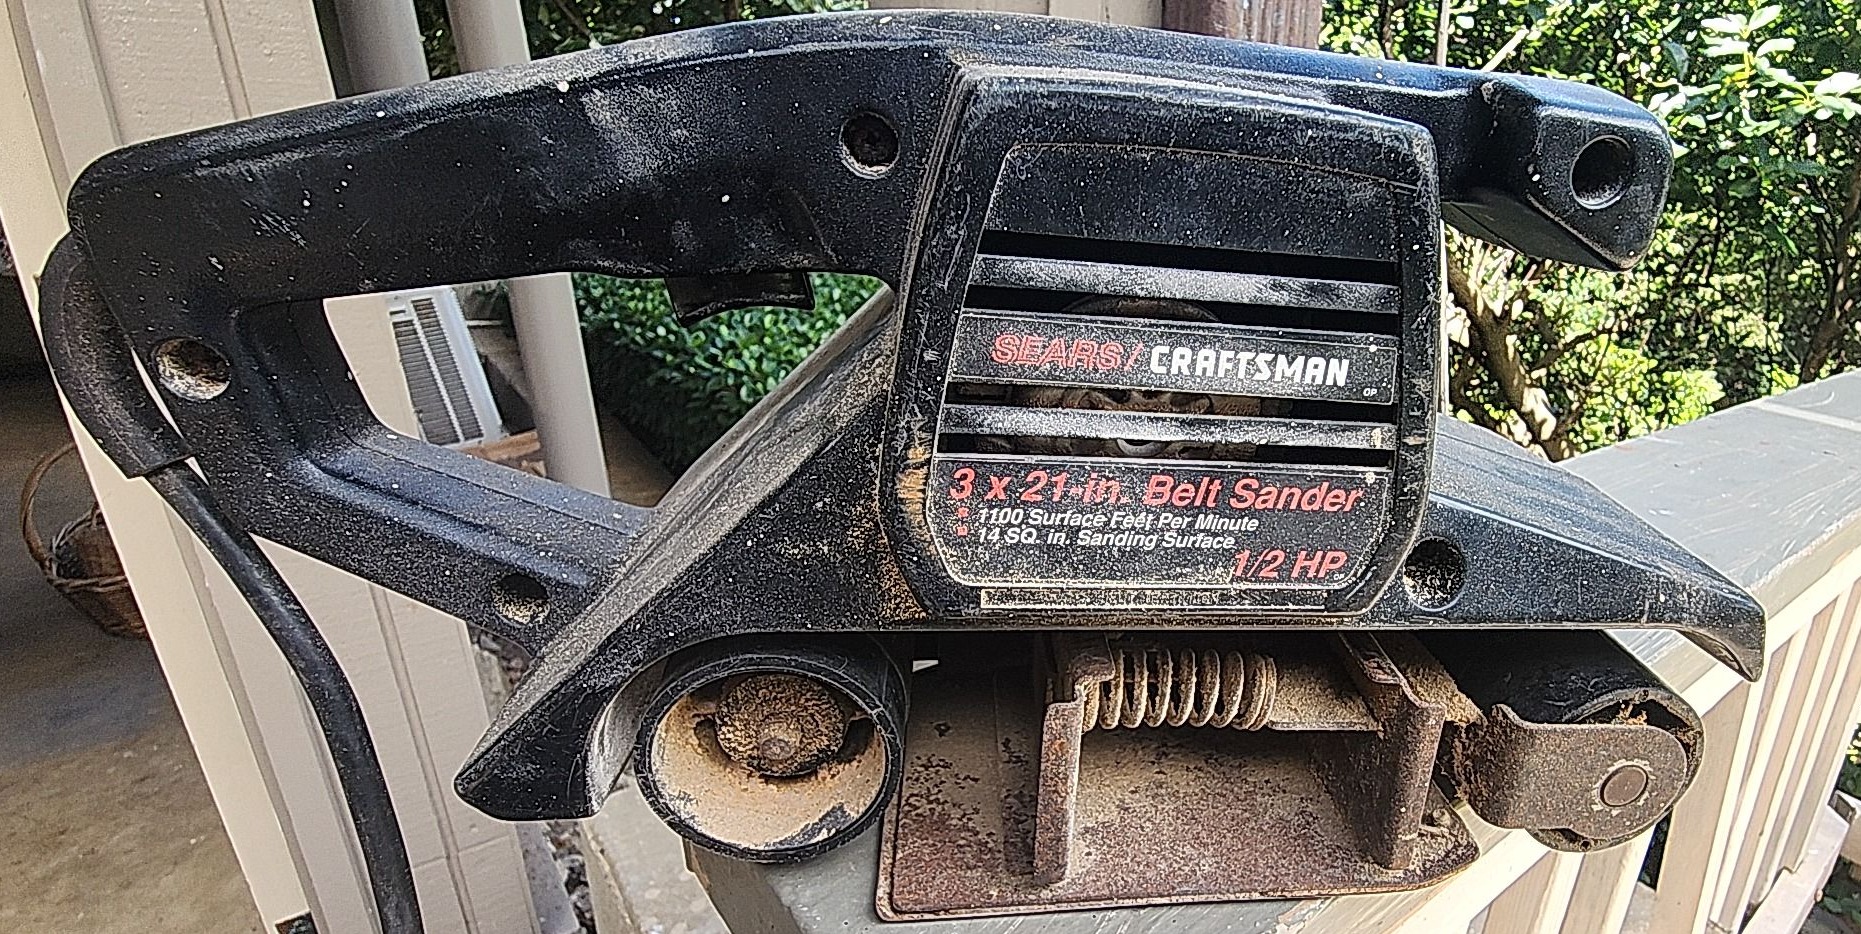 SEARS / CRAFTSMAN
3 x 21-in. Belt Sander
1100 Surface Feet Per Minute
14 SQ. in. Sanding Surface
1/2 HP